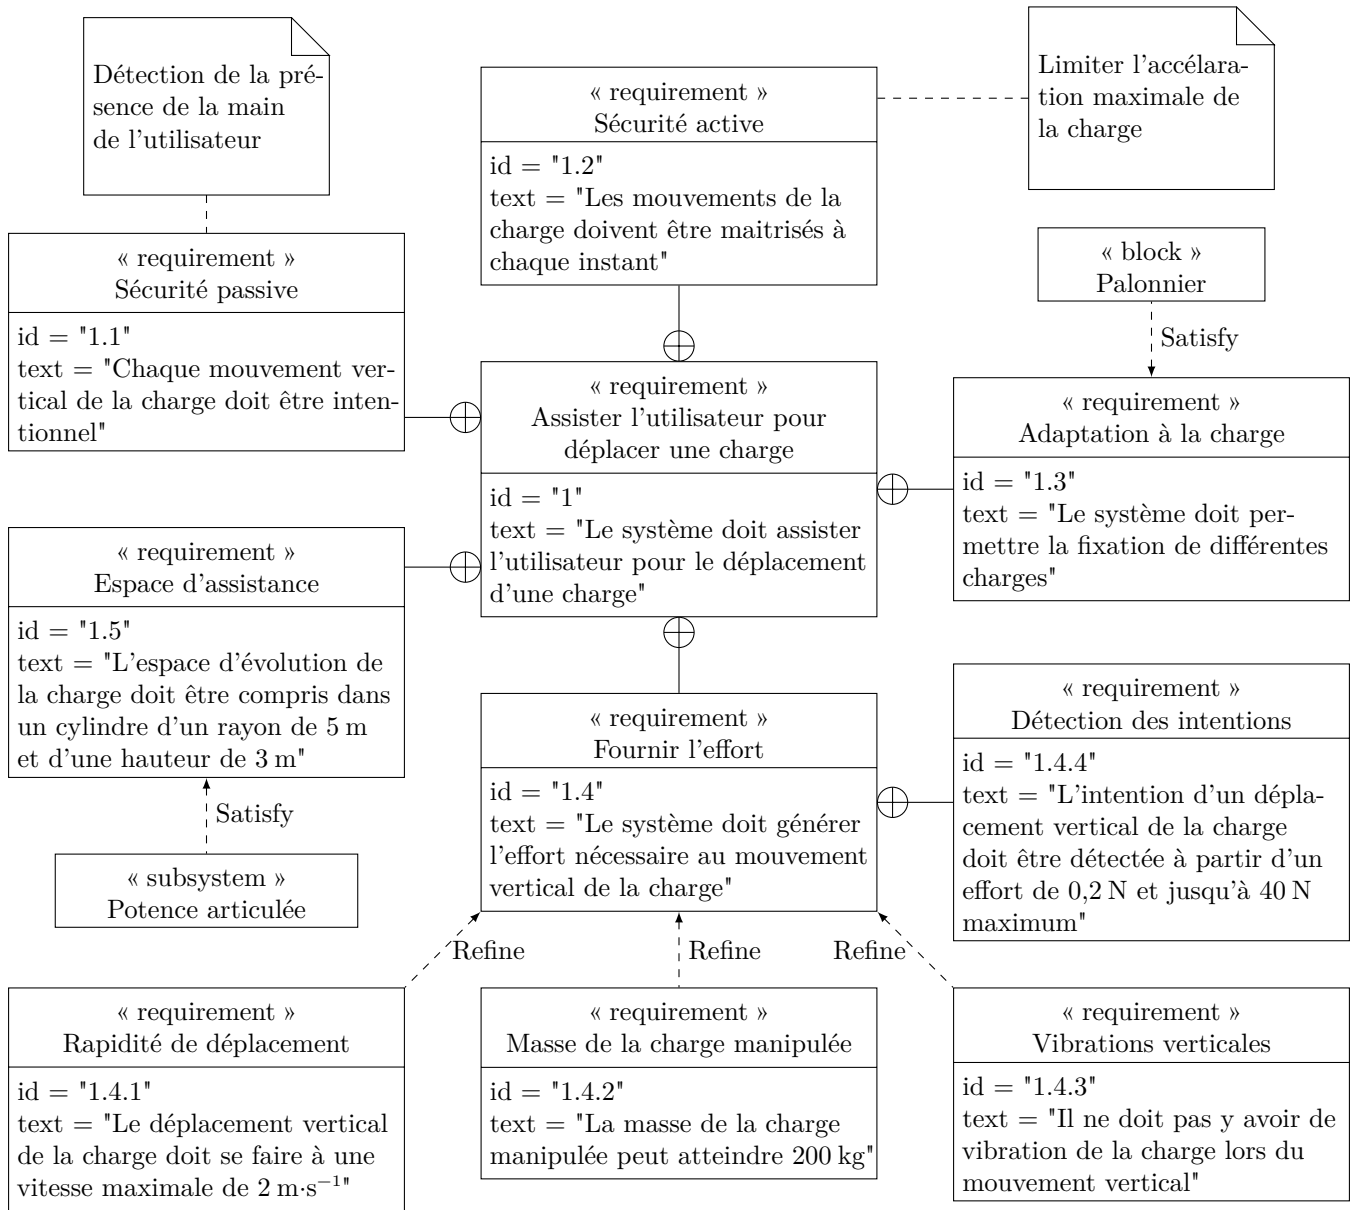 Détection de la pré-
sence de la main
de l'utilisateur
« requirement »
Sécurité active
id = "1.2"
text = "Les mouvements de la
charge doivent être maitrisés à
chaque instant"
Limiter l'accélara-
tion maximale de
la charge
« requirement »
Sécurité passive
id = "1.1"
text = "Chaque mouvement ver-
tical de la charge doit être inten-
tionnel"
« block »
Palonnier
Satisfy
« requirement »
Assister l'utilisateur pour
déplacer une charge
id = "1"
text = "Le système doit assister
l'utilisateur pour le déplacement
d'une charge"
« requirement »
Adaptation à la charge
id = "1.3"
text = "Le système doit per-
mettre la fixation de différentes
charges"
« requirement »
Espace d'assistance
id = "1.5"
text = "L'espace d'évolution de
la charge doit être compris dans
un cylindre d'un rayon de 5 m
et d'une hauteur de 3 m"
Satisfy
« subsystem »
Potence articulée
« requirement »
Fournir l'effort
id = "1.4"
text = "Le système doit générer
l'effort nécessaire au mouvement
vertical de la charge"
« requirement »
Détection des intentions
id = "1.4.4"
text = "L'intention d'un dépla-
cement vertical de la charge
doit être détectée à partir d'un
effort de 0,2 N et jusqu'à 40 N
maximum"
Refine
Refine
Refine
« requirement »
Rapidité de déplacement
id = "1.4.1"
text = "Le déplacement vertical
de la charge doit se faire à une
vitesse maximale de 2 m·s⁻¹"
« requirement »
Masse de la charge manipulée
id = "1.4.2"
text = "La masse de la charge
manipulée peut atteindre 200 kg"
« requirement »
Vibrations verticales
id = "1.4.3"
text = "Il ne doit pas y avoir de
vibration de la charge lors du
mouvement vertical"